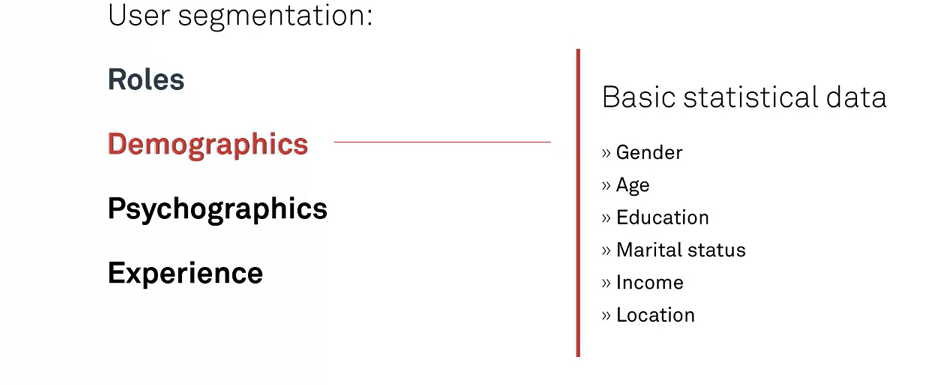 User segmentation:
Roles
Demographics
Psychographics
Experience
Basic statistical data
» Gender
» Age
» Education
» Marital status
» Income
» Location